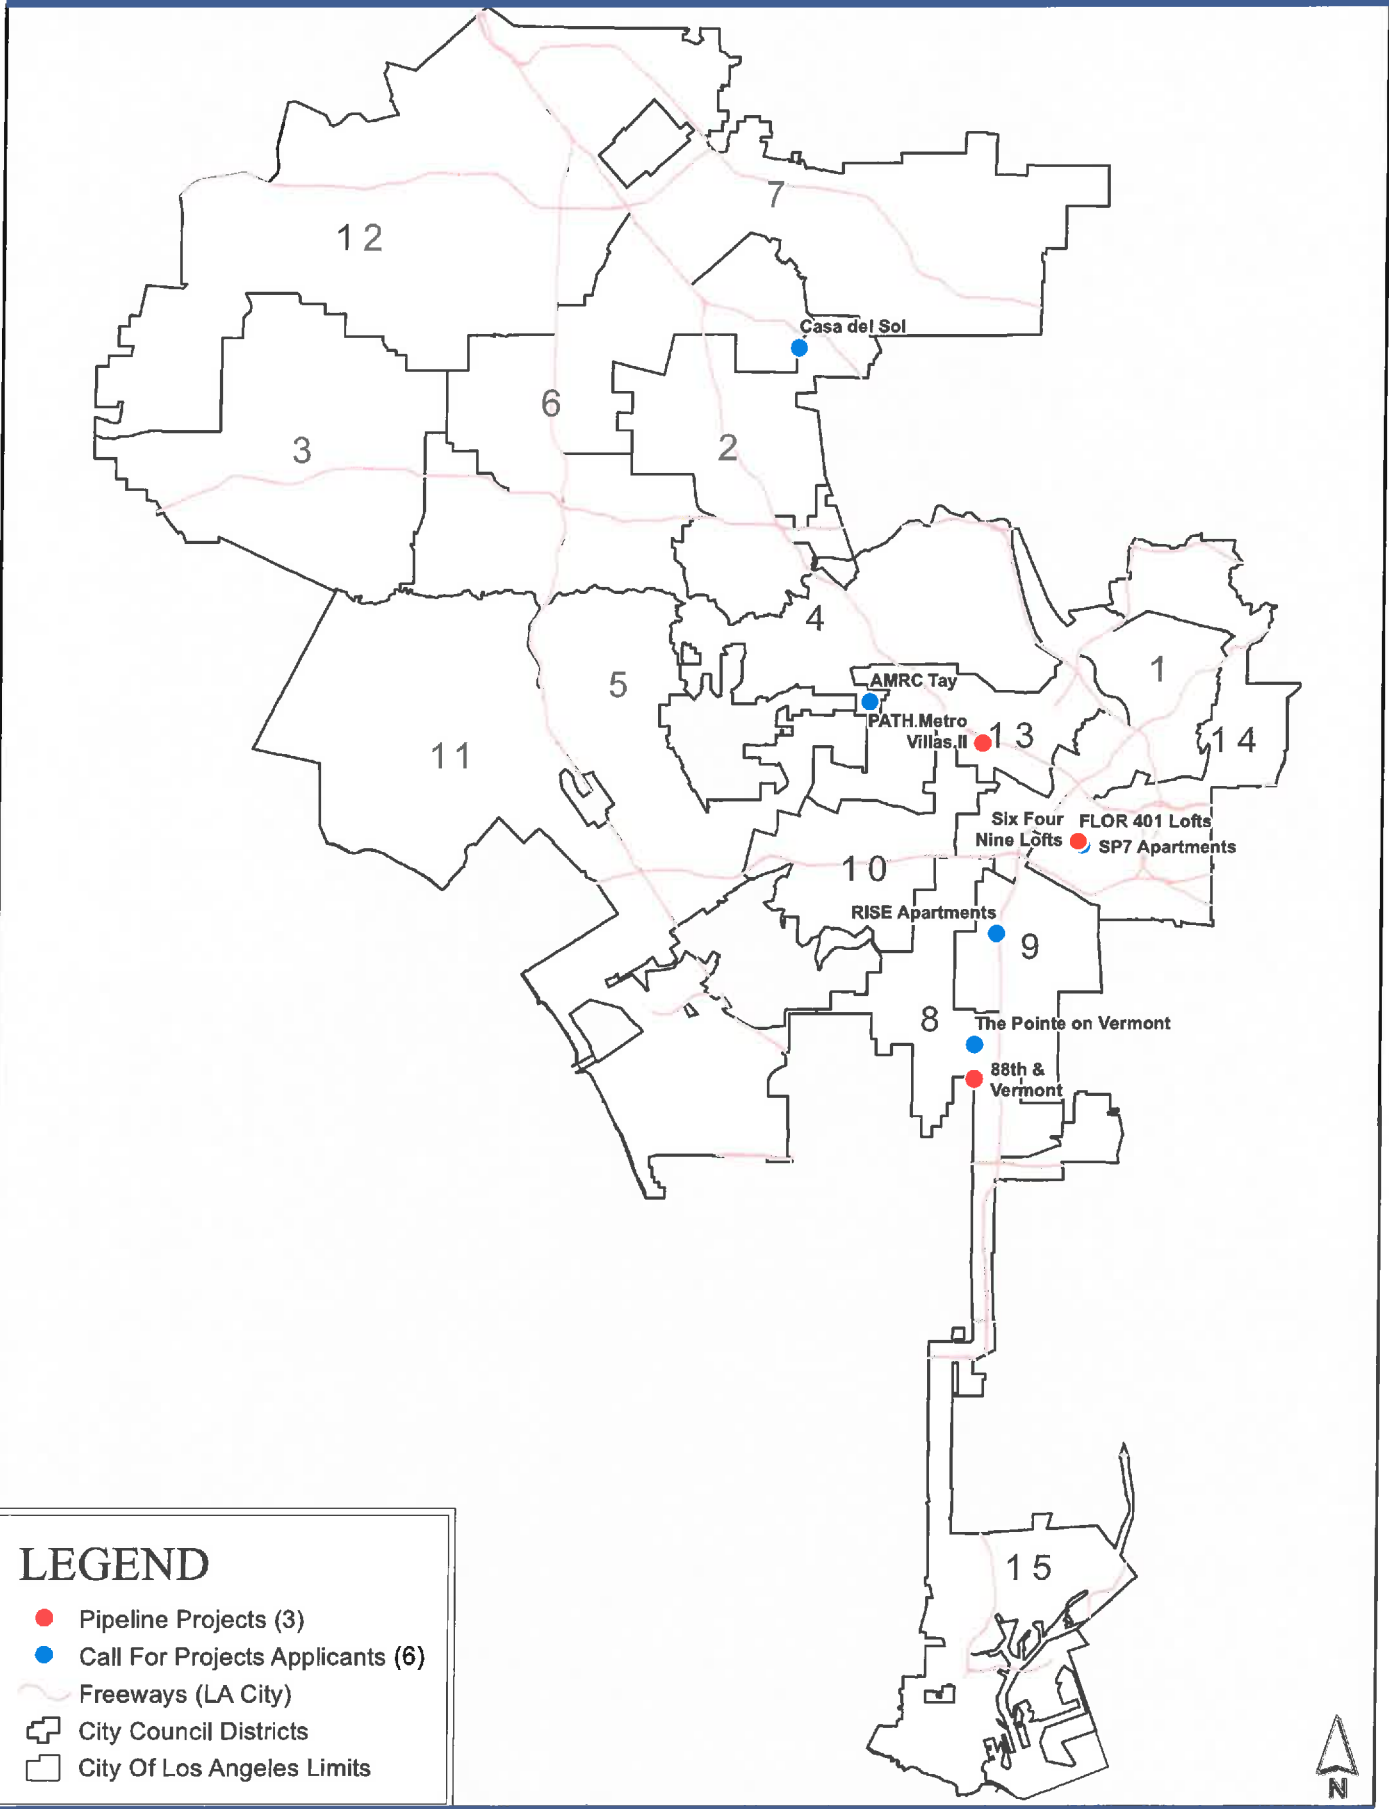 7
12
Casa del Sol
6
3
2
4
1
5
AMRC Tay
PATH Metro
Villas II
13
14
11
Six Four
Nine Lofts
FLOR 401 Lofts
SP7 Apartments
10
RISE Apartments
9
8
The Pointe on Vermont
88th &
Vermont
15
LEGEND
Pipeline Projects (3)
Call For Projects Applicants (6)
Freeways (LA City)
City Council Districts
City Of Los Angeles Limits
N